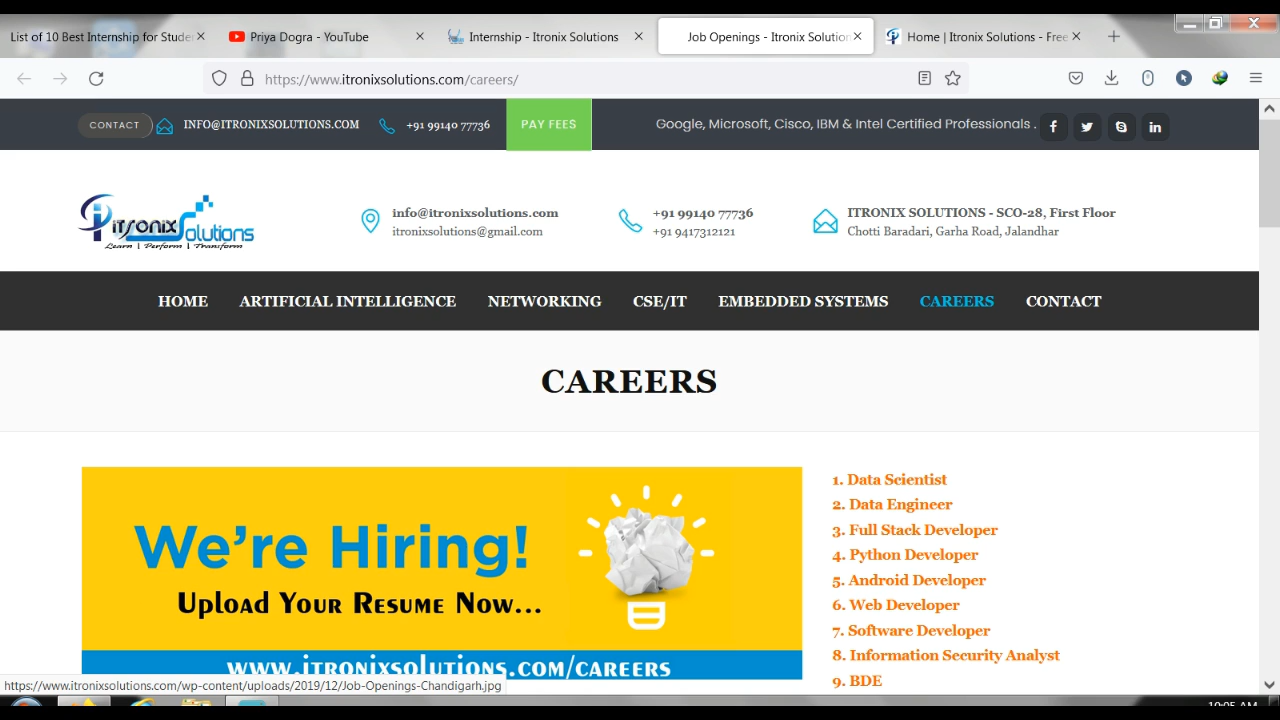 List of 10 Best Internship for Stude
Priya Dogra - YouTube
Internship - Itronix Solutions
Job Openings - Itronix Solution
Home | Itronix Solutions - Free
https://www.itronixsolutions.com/careers/
CONTACT
INFO@ITRONIXSOLUTIONS.COM
+91 99140 77736
PAY FEES
Google, Microsoft, Cisco, IBM & Intel Certified Professionals .
itronix Solutions
Learn | Perform | Transform
info@itronixsolutions.com
itronixsolutions@gmail.com
+91 99140 77736
+91 9417312121
ITRONIX SOLUTIONS - SCO-28, First Floor
Chotti Baradari, Garha Road, Jalandhar
HOME
ARTIFICIAL INTELLIGENCE
NETWORKING
CSE/IT
EMBEDDED SYSTEMS
CAREERS
CONTACT
CAREERS
We're Hiring!
Upload Your Resume Now...
www.itronixsolutions.com/careers
1. Data Scientist
2. Data Engineer
3. Full Stack Developer
4. Python Developer
5. Android Developer
6. Web Developer
7. Software Developer
8. Information Security Analyst
9. BDE
https://www.itronixsolutions.com/wp-content/uploads/2019/12/Job-Openings-Chandigarh.jpg
10:05 AM